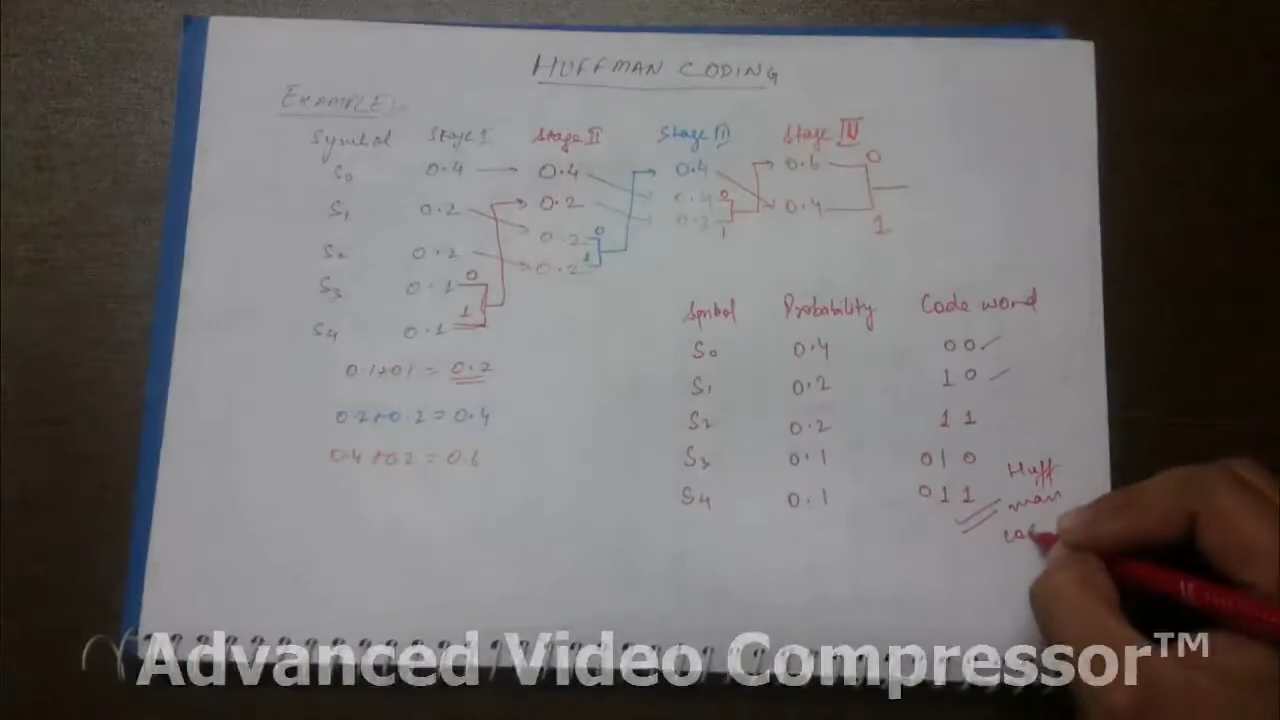 HUFFMAN CODING
EXAMPLE:-
Symbol Stage I Stage II Stage III Stage IV
S0 0.4 0.4 0.4 0.6 0
S1 0.2 0.2 0.4 0 0.4 1
S2 0.2 0.2 0 0.2 1
S3 0.1 0 0.2 1
S4 0.1 1
0.1+0.1 = 0.2
0.2+0.2 = 0.4
0.4+0.2 = 0.6
Symbol Probability Code word
S0 0.4 00
S1 0.2 10
S2 0.2 11
S3 0.1 010
S4 0.1 011
Huff
man
Advanced Video Compressor™